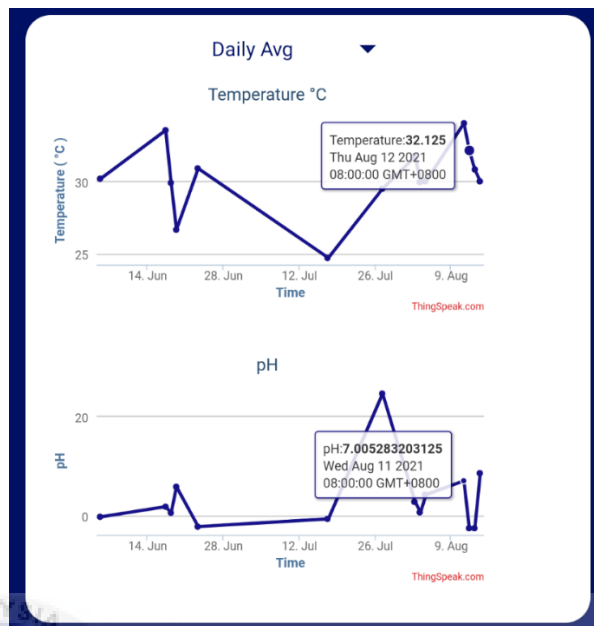 Daily Avg
Temperature °C
Temperature ( °C )
30
25
Temperature:32.125
Thu Aug 12 2021
08:00:00 GMT+0800
14. Jun
28. Jun
12. Jul
26. Jul
9. Aug
Time
ThingSpeak.com
pH
pH
20
0
pH:7.005283203125
Wed Aug 11 2021
08:00:00 GMT+0800
14. Jun
28. Jun
12. Jul
26. Jul
9. Aug
Time
ThingSpeak.com